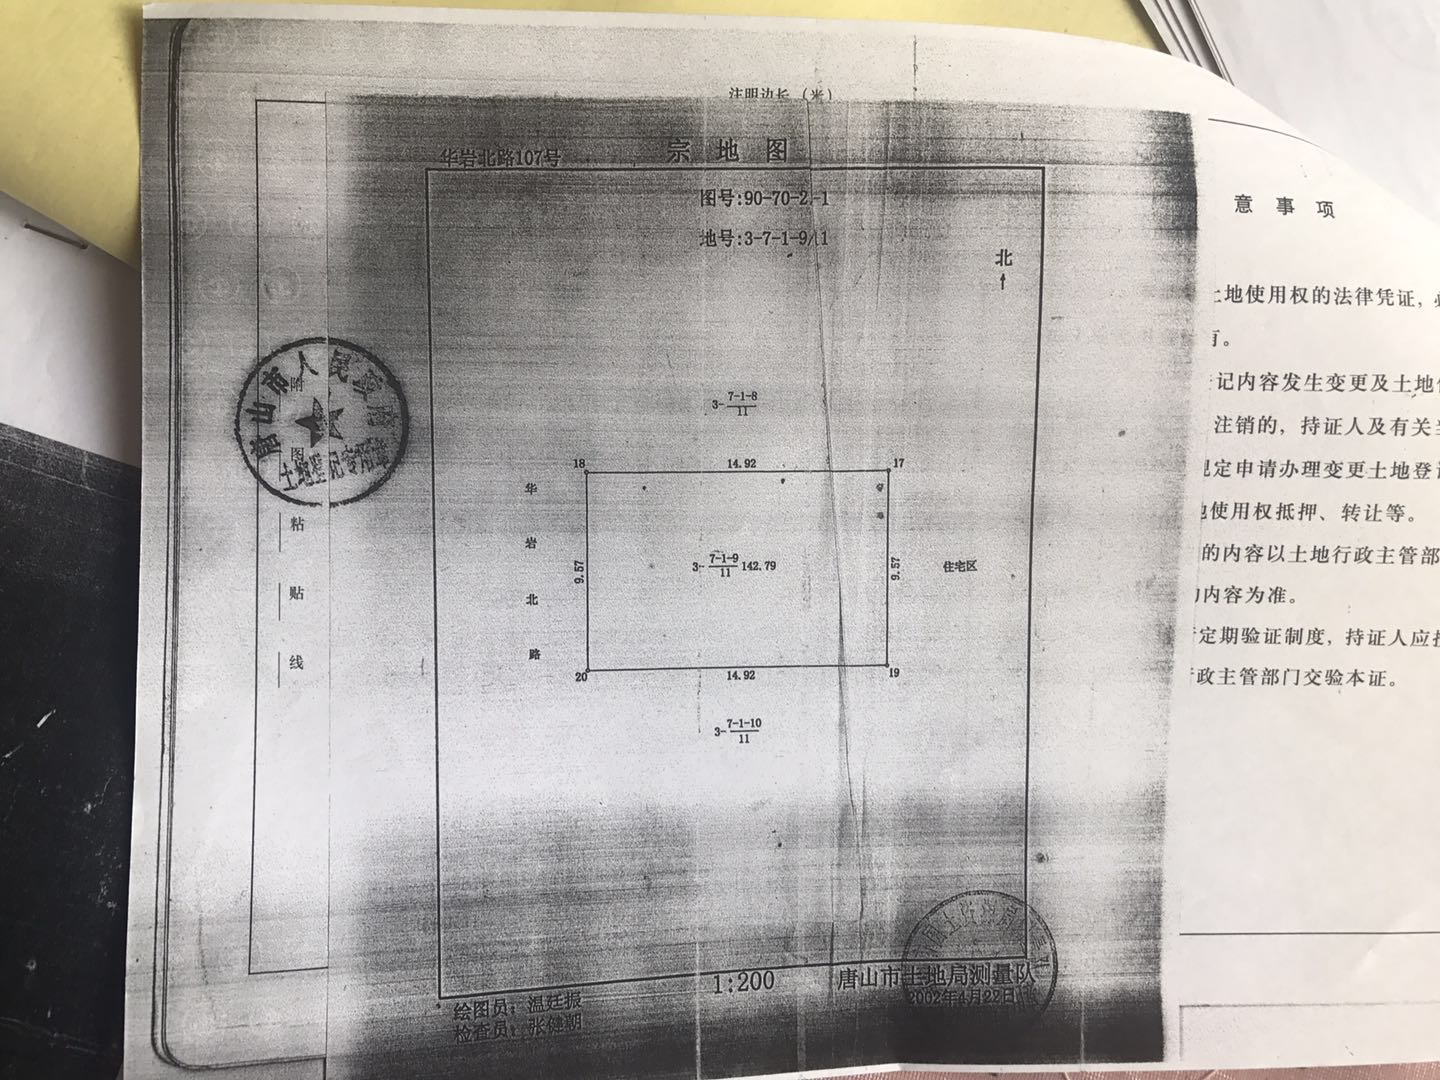 注明边长（米）
华岩北路107号
宗地图
图号:90-70-2-1
地号:3-7-1-9/11
北
唐山市人民政府
土地登记专用章
附
图
粘
贴
线
3-7-1-8/11
18
14.92
17
华
岩
北
路
9.57
3-7-1-9/11 142.79
9.57
住宅区
20
14.92
19
3-7-1-10/11
1:200
唐山市土地局测量队
2002年4月22日
绘图员：温廷振
检查员：张健朝
意事项
土地使用权的法律凭证，
有。
记内容发生变更及土地
注销的，持证人及有关
规定申请办理变更土地登
地使用权抵押、转让等。
的内容以土地行政主管部
内容为准。
定期验证制度，持证人应
行政主管部门交验本证。